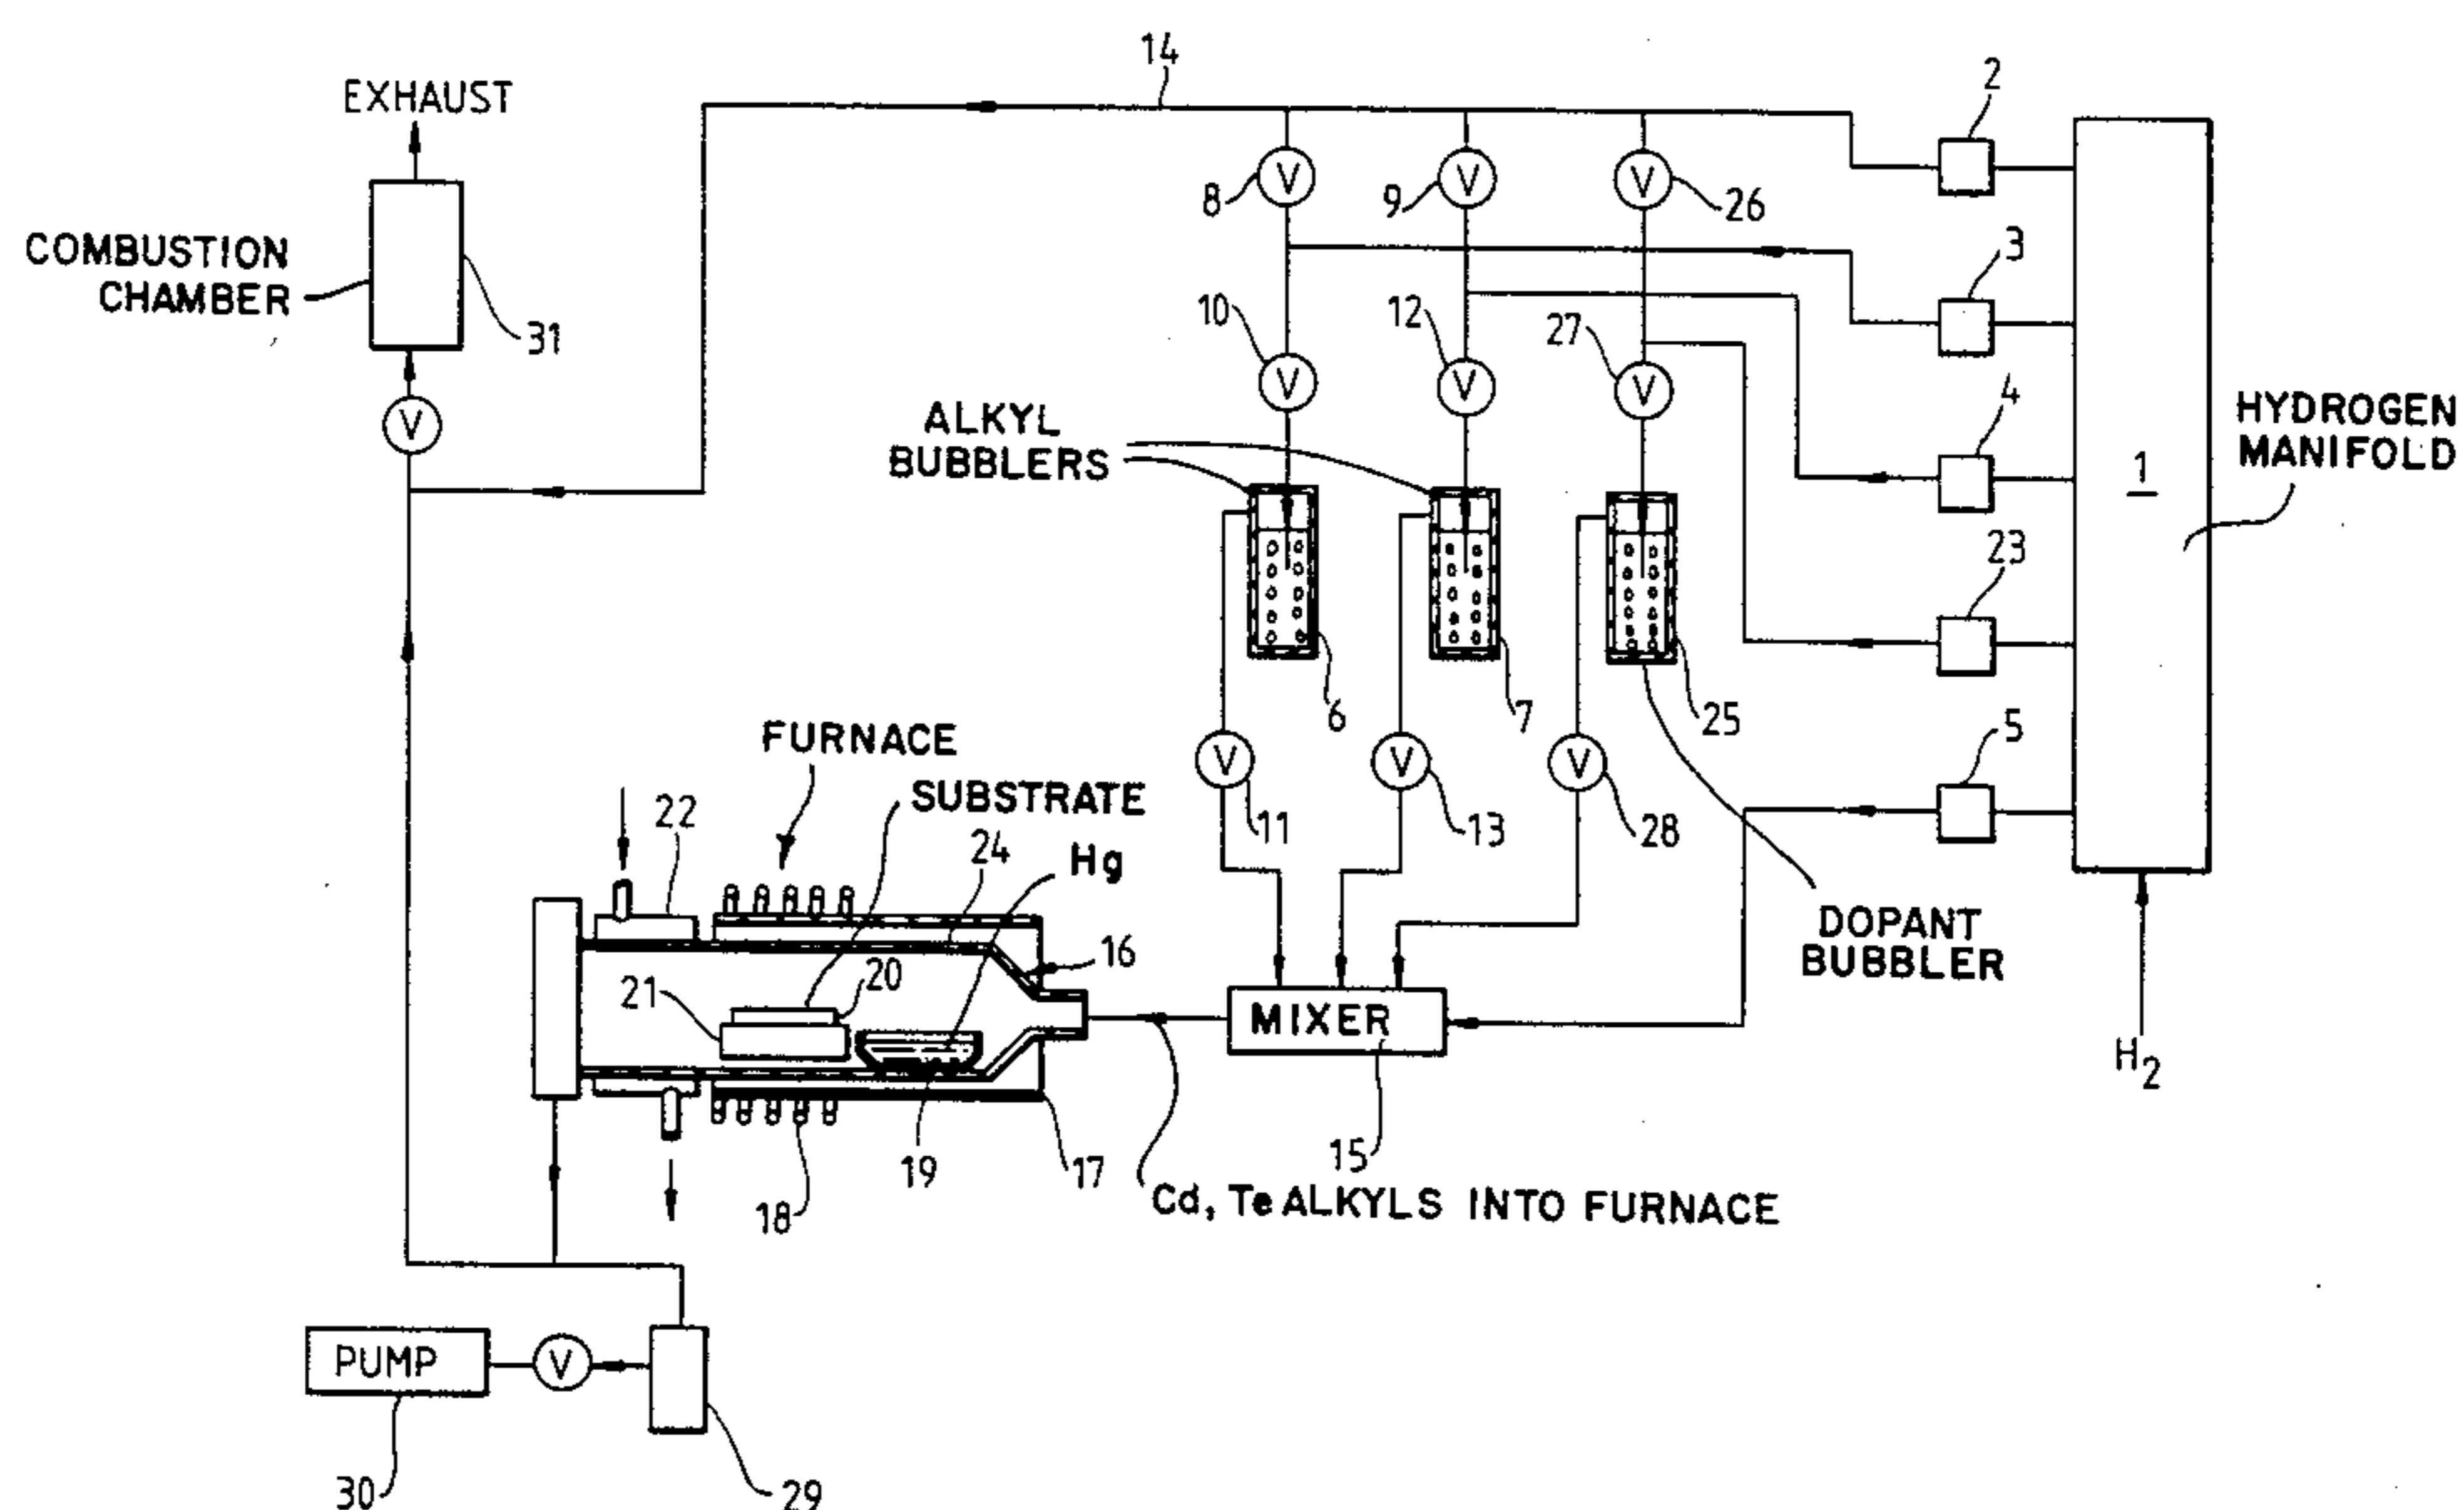 14
2
EXHAUST
V
V
V
8
9
26
COMBUSTION
CHAMBER
3
31
10
12
27
4
V
V
V
HYDROGEN
MANIFOLD
V
ALKYL
BUBBLERS
1
23
6
7
25
5
FURNACE
V
V
V
SUBSTRATE
22
11
13
28
24
Hg
DOPANT
BUBBLER
16
21
20
MIXER
H2
15
19
17
18
Cd, Te ALKYLS INTO FURNACE
PUMP
V
30
29